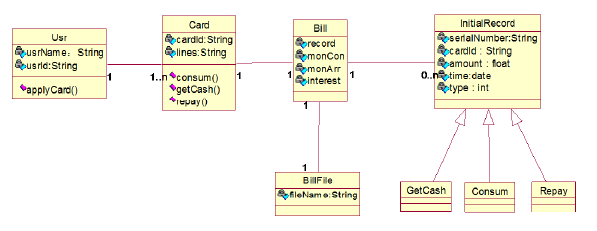 Usr
usrName: String
usrId:String
applyCard()
1
1..n
Card
cardId:String
lines:String
consum()
getCash()
repay()
1
1
Bill
record
monCon
monArr
interest
1
1
BillFile
fileName:String
1
0..n
InitialRecord
serialNumber:String
cardId : String
amount : float
time:date
type : int
GetCash
Consum
Repay